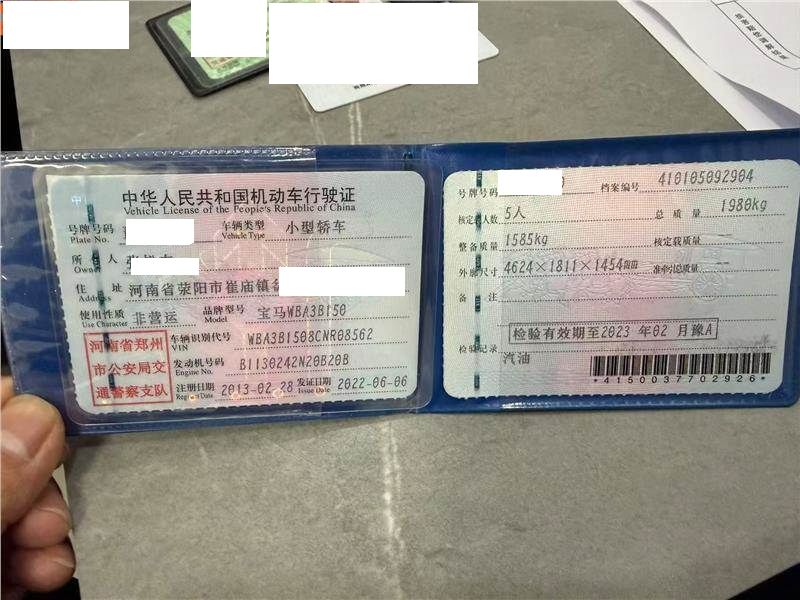 中华人民共和国机动车行驶证
Vehicle License of the People's Republic of China
号牌号码
Plate No.
车辆类型 小型轿车
Vehicle Type
所有人
Owner
住址 河南省荥阳市崔庙镇
Address
使用性质 非营运
Use Character
品牌型号 宝马WBA3B150
Model
河南省郑州
市公安局交
通警察支队
车辆识别代号 WBA3B1508CNR08562
VIN
发动机号码 B1130242N20B20B
Engine No.
注册日期 2013-02-28
Register Date
发证日期 2022-06-06
Issue Date
号牌号码
档案编号 410105092904
核定载人数 5人
总质量 1980kg
整备质量 1585kg
核定载质量
外廓尺寸 4624×1811×1454mm
准牵引总质量
备注
检验有效期至2023年02月豫A
检验记录
汽油
*4150037702926*